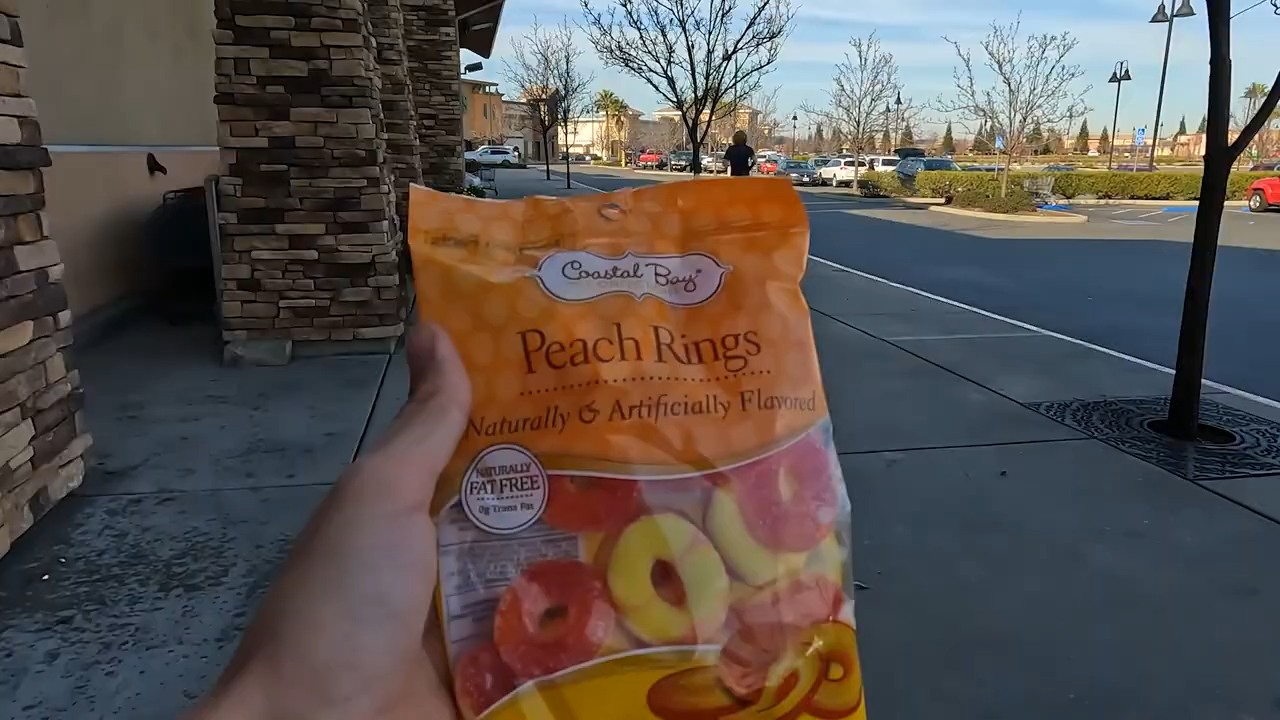 Coastal Bay®
Peach Rings
Naturally & Artificially Flavored
NATURALLY
FAT FREE
0g Trans Fat